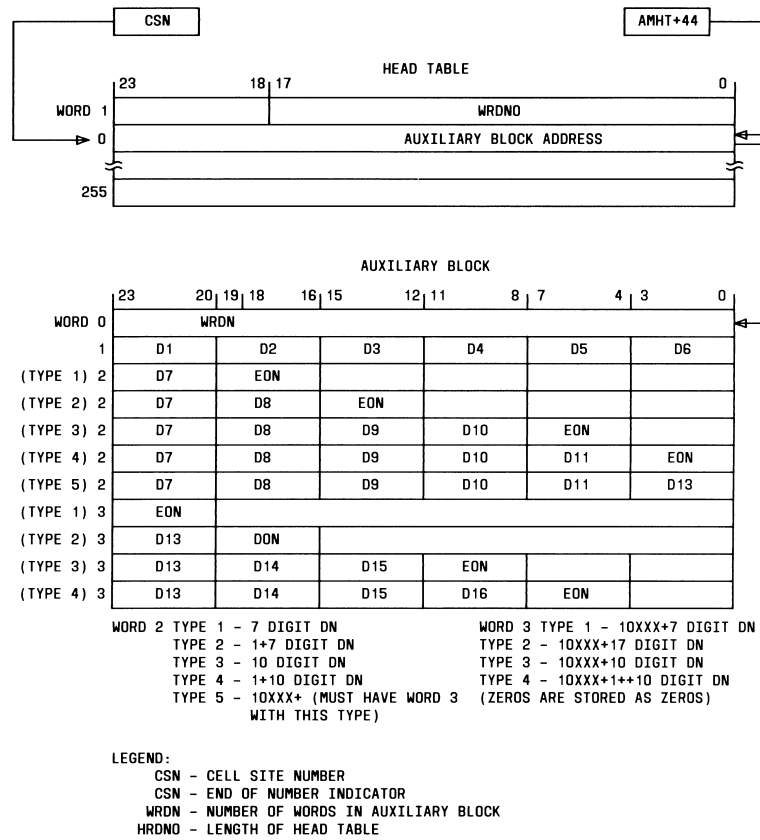 CSN AMHT+44
HEAD TABLE
23 18 17 0
WORD 1 WRDNO
0 AUXILIARY BLOCK ADDRESS
255
AUXILIARY BLOCK
23 20 19 18 16 15 12 11 8 7 4 3 0
WORD 0 WRDN
1 D1 D2 D3 D4 D5 D6
(TYPE 1) 2 D7 EON
(TYPE 2) 2 D7 D8 EON
(TYPE 3) 2 D7 D8 D9 D10 EON
(TYPE 4) 2 D7 D8 D9 D10 D11 EON
(TYPE 5) 2 D7 D8 D9 D10 D11 D13
(TYPE 1) 3 EON
(TYPE 2) 3 D13 DON
(TYPE 3) 3 D13 D14 D15 EON
(TYPE 4) 3 D13 D14 D15 D16 EON
WORD 2 TYPE 1 - 7 DIGIT DN WORD 3 TYPE 1 - 10XXX+7 DIGIT DN
TYPE 2 - 1+7 DIGIT DN TYPE 2 - 10XXX+17 DIGIT DN
TYPE 3 - 10 DIGIT DN TYPE 3 - 10XXX+10 DIGIT DN
TYPE 4 - 1+10 DIGIT DN TYPE 4 - 10XXX+1++10 DIGIT DN
TYPE 5 - 10XXX+ (MUST HAVE WORD 3 (ZEROS ARE STORED AS ZEROS)
WITH THIS TYPE)
LEGEND:
CSN - CELL SITE NUMBER
CSN - END OF NUMBER INDICATOR
WRDN - NUMBER OF WORDS IN AUXILIARY BLOCK
HRDNO - LENGTH OF HEAD TABLE